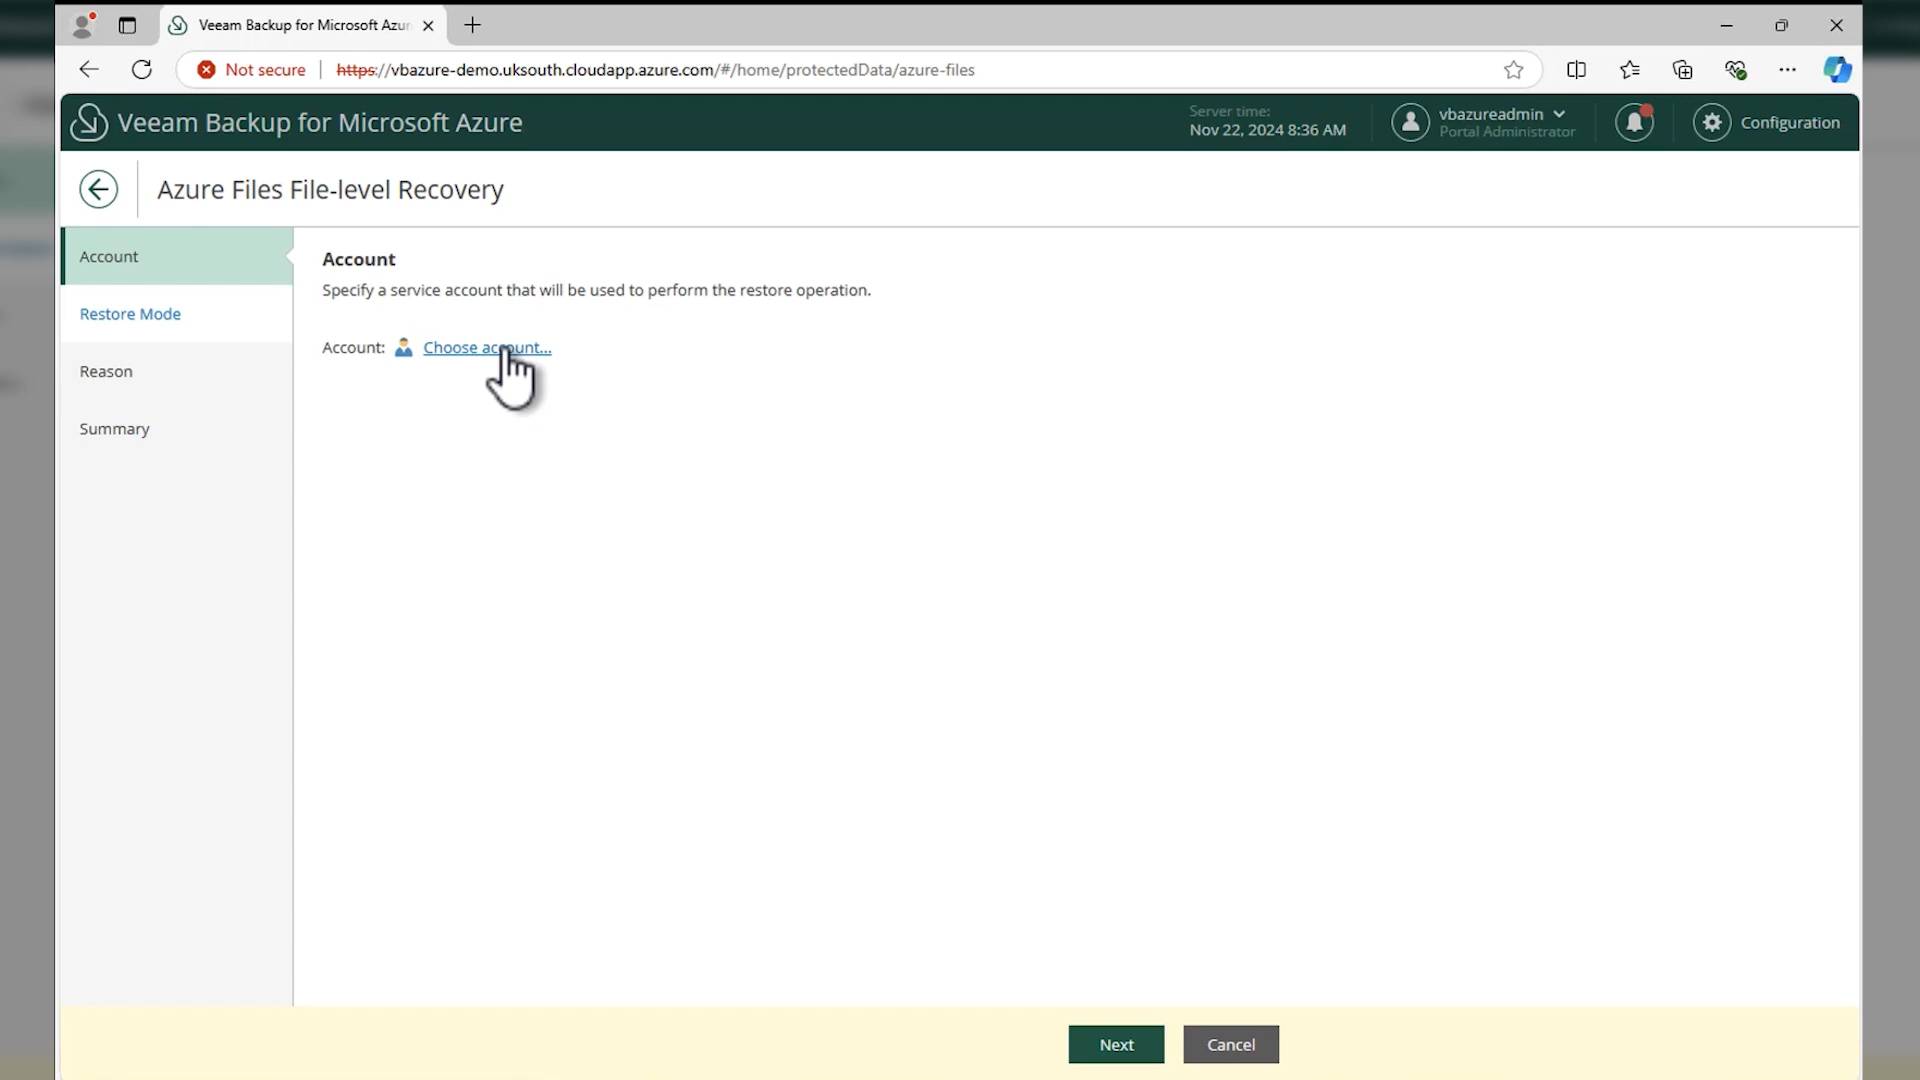 Veeam Backup for Microsoft Azur
Not secure
https://vbazure-demo.uksouth.cloudapp.azure.com/#/home/protectedData/azure-files
Veeam Backup for Microsoft Azure
Server time:
Nov 22, 2024 8:36 AM
vbazureadmin
Portal Administrator
Configuration
Azure Files File-level Recovery
Account
Restore Mode
Reason
Summary
Account
Specify a service account that will be used to perform the restore operation.
Account: Choose account...
Next
Cancel